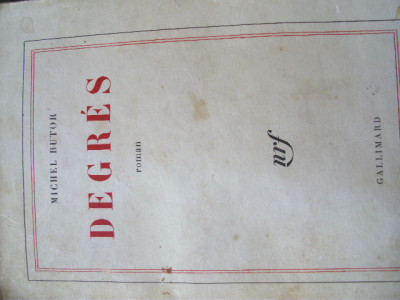 MICHEL BUTOR
DEGRÉS
roman
nrf
GALLIMARD